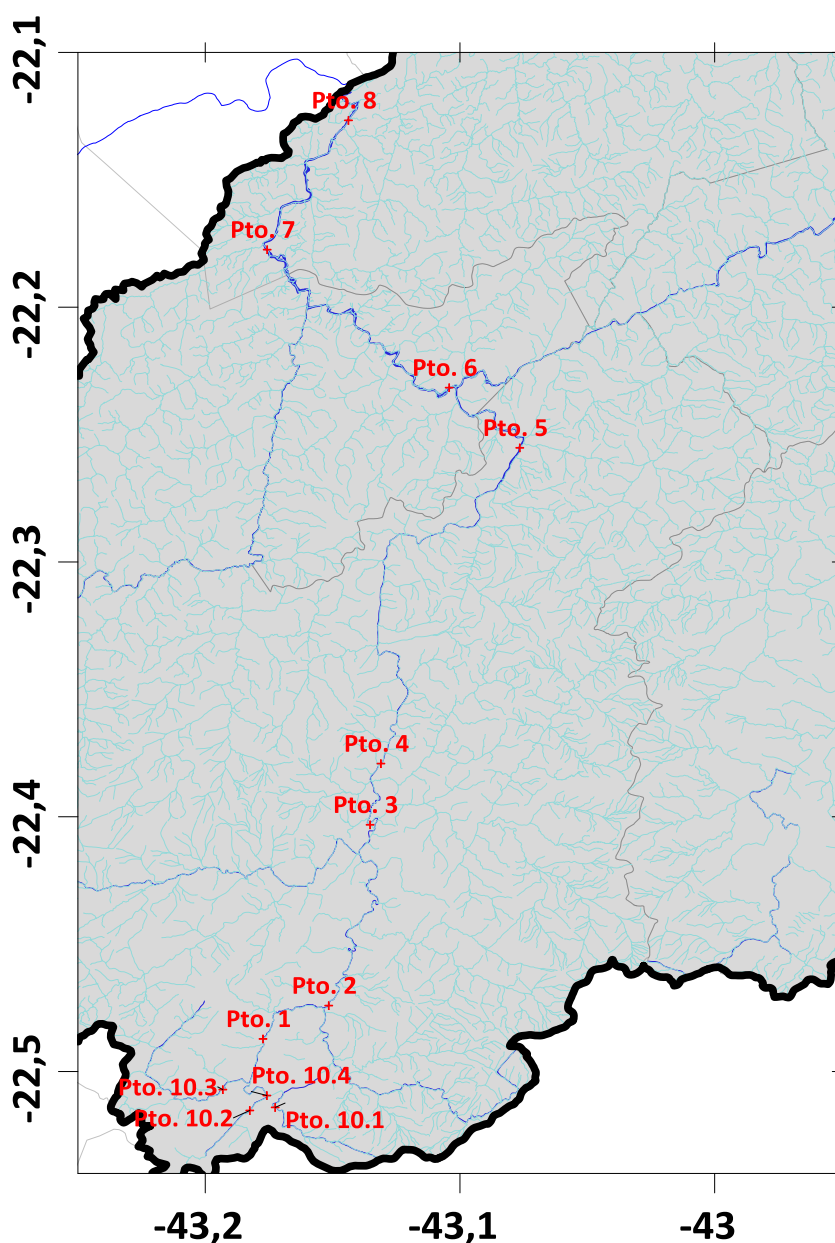 -22,1
Pto. 8
Pto. 7
-22,2
Pto. 6
Pto. 5
-22,3
Pto. 4
Pto. 3
-22,4
Pto. 2
Pto. 1
-22,5
Pto. 10.4
Pto. 10.3
Pto. 10.2
Pto. 10.1
-43,2
-43,1
-43